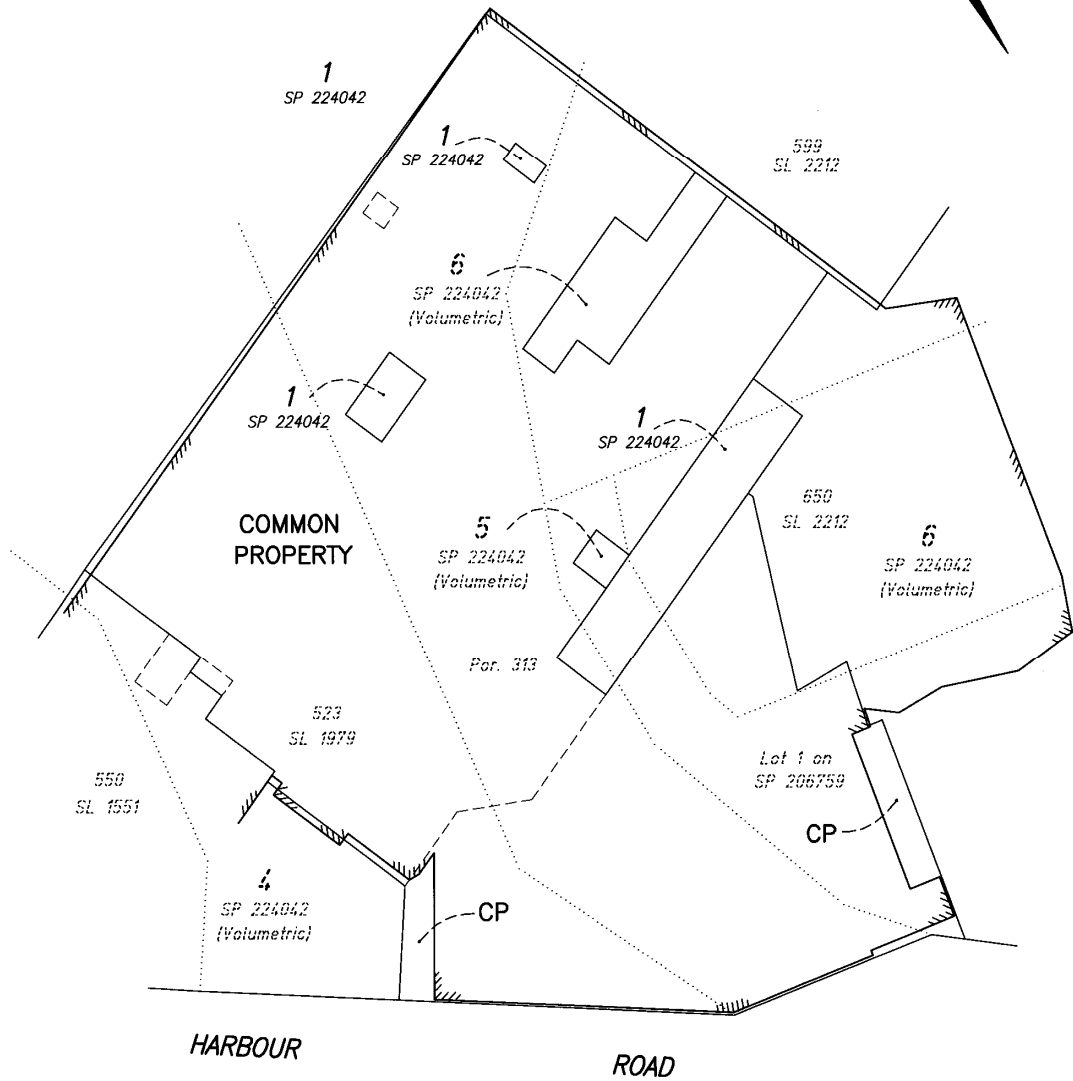 1
SP 224042
1
SP 224042
599
SL 2212
6
SP 224042
(Volumetric)
1
SP 224042
1
SP 224042
650
SL 2212
COMMON
PROPERTY
5
SP 224042
(Volumetric)
6
SP 224042
(Volumetric)
Por. 313
523
SL 1979
Lot 1 on
SP 206759
550
SL 1551
CP
4
SP 224042
(Volumetric)
CP
HARBOUR
ROAD